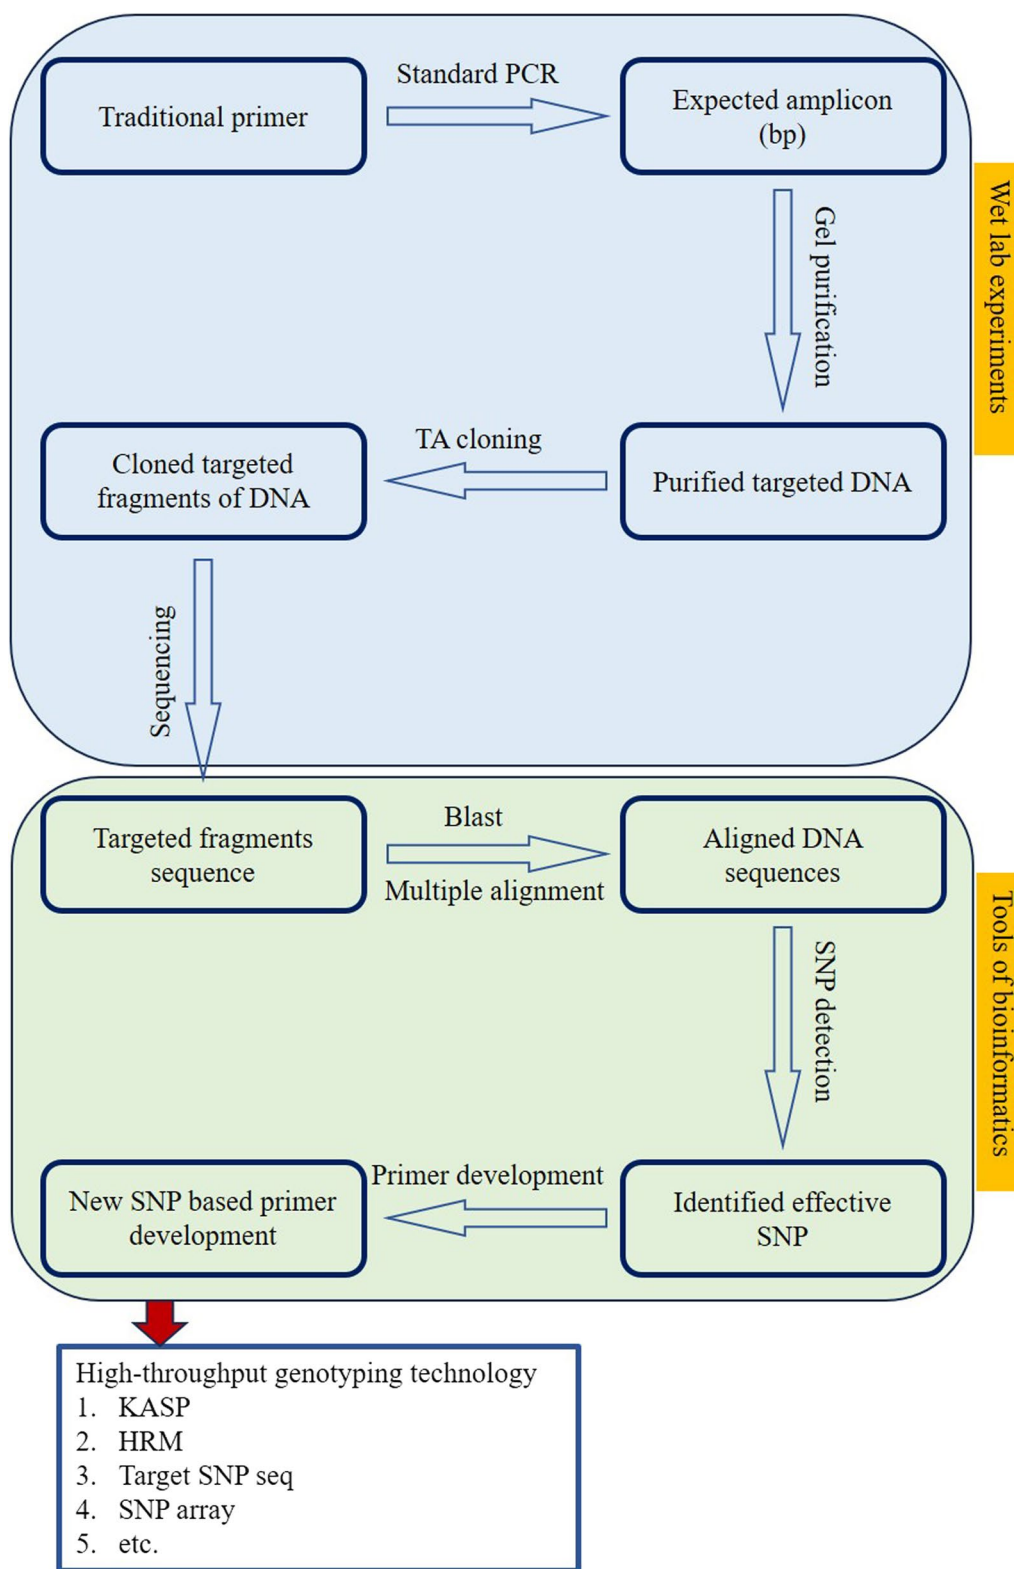 Traditional primer
Standard PCR
Expected amplicon
(bp)
Wet lab experiments
Gel purification
Purified targeted DNA
TA cloning
Cloned targeted
fragments of DNA
Sequencing
Targeted fragments
sequence
Blast
Multiple alignment
Aligned DNA
sequences
Tools of bioinformatics
SNP detection
Identified effective
SNP
Primer development
New SNP based primer
development
High-throughput genotyping technology
1. KASP
2. HRM
3. Target SNP seq
4. SNP array
5. etc.